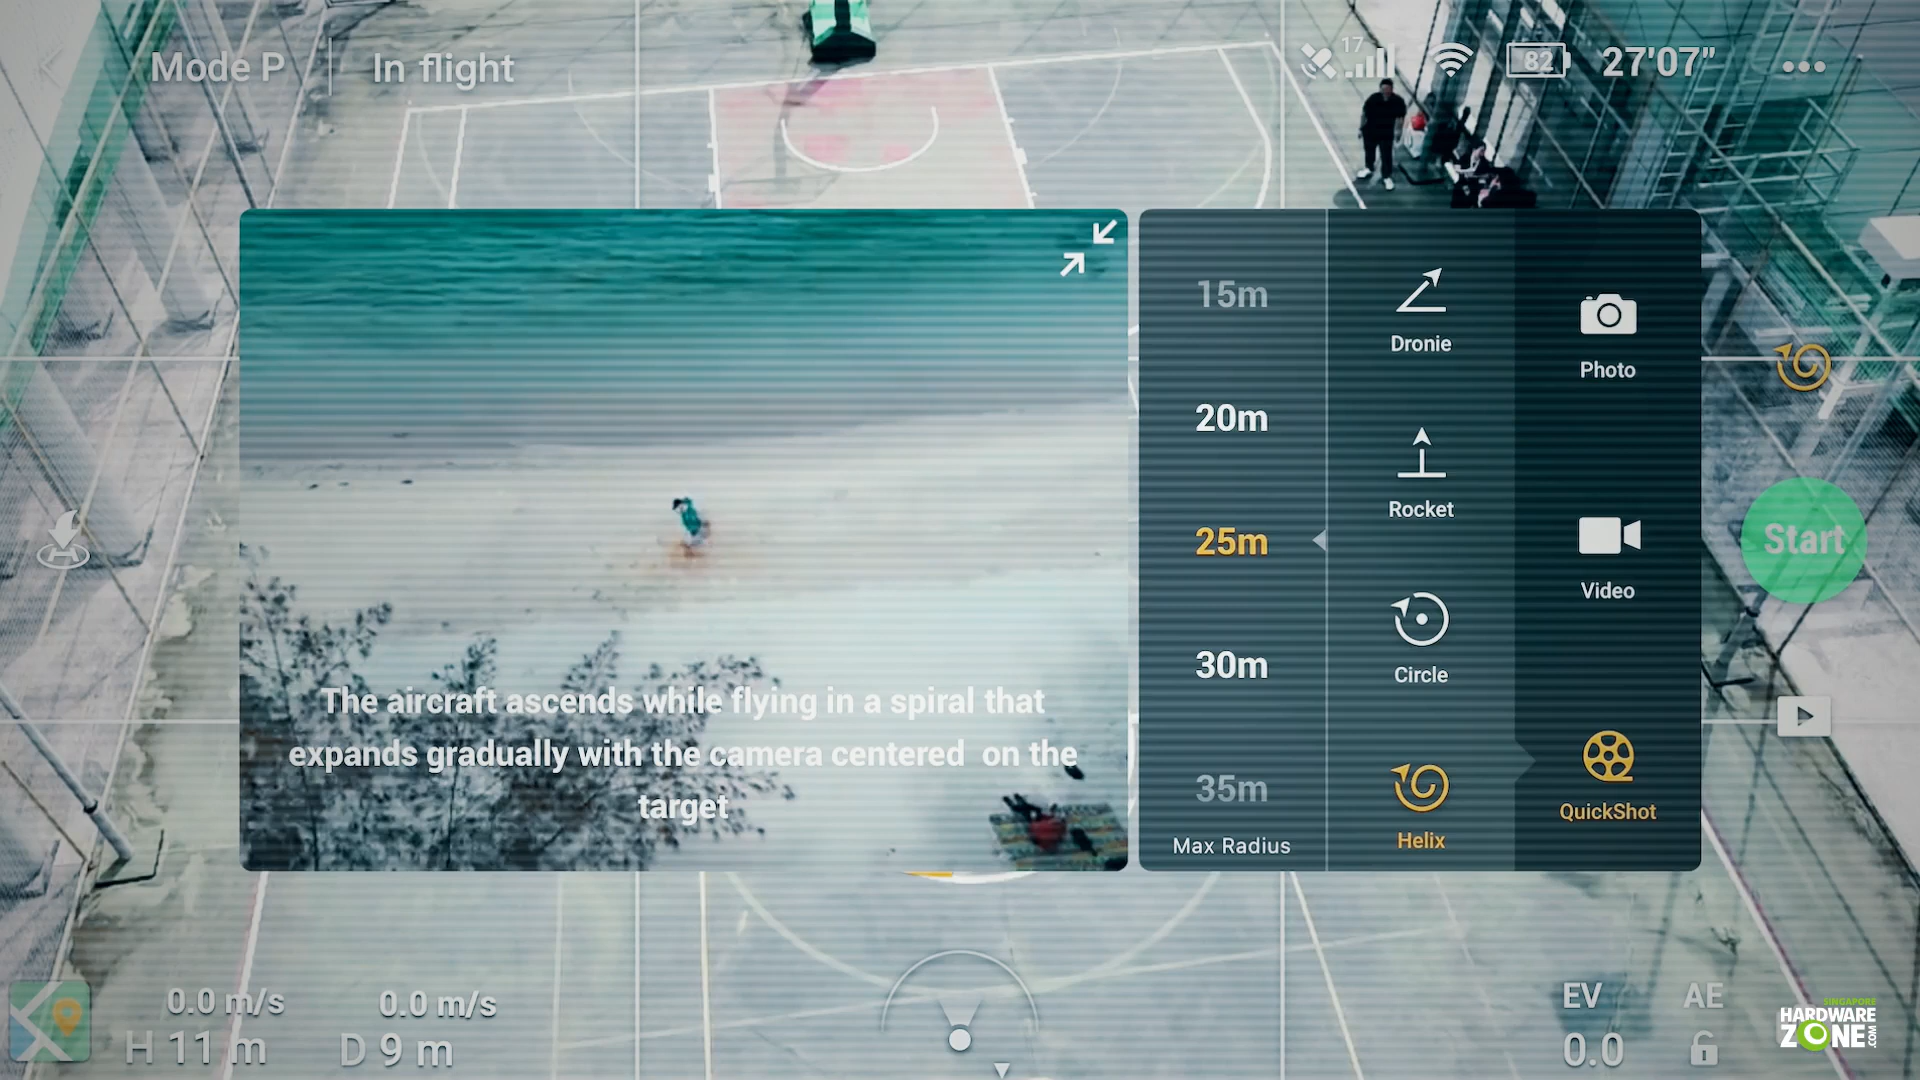 Mode P
In flight
17
82
27'07"
15m
20m
25m
30m
35m
Max Radius
Dronie
Rocket
Circle
Helix
Photo
Video
QuickShot
Start
The aircraft ascends while flying in a spiral that
expands gradually with the camera centered on the
target
0.0 m/s
0.0 m/s
H 11 m
D 9 m
EV
AE
0.0
SINGAPORE
HARDWARE
ZONE.COM